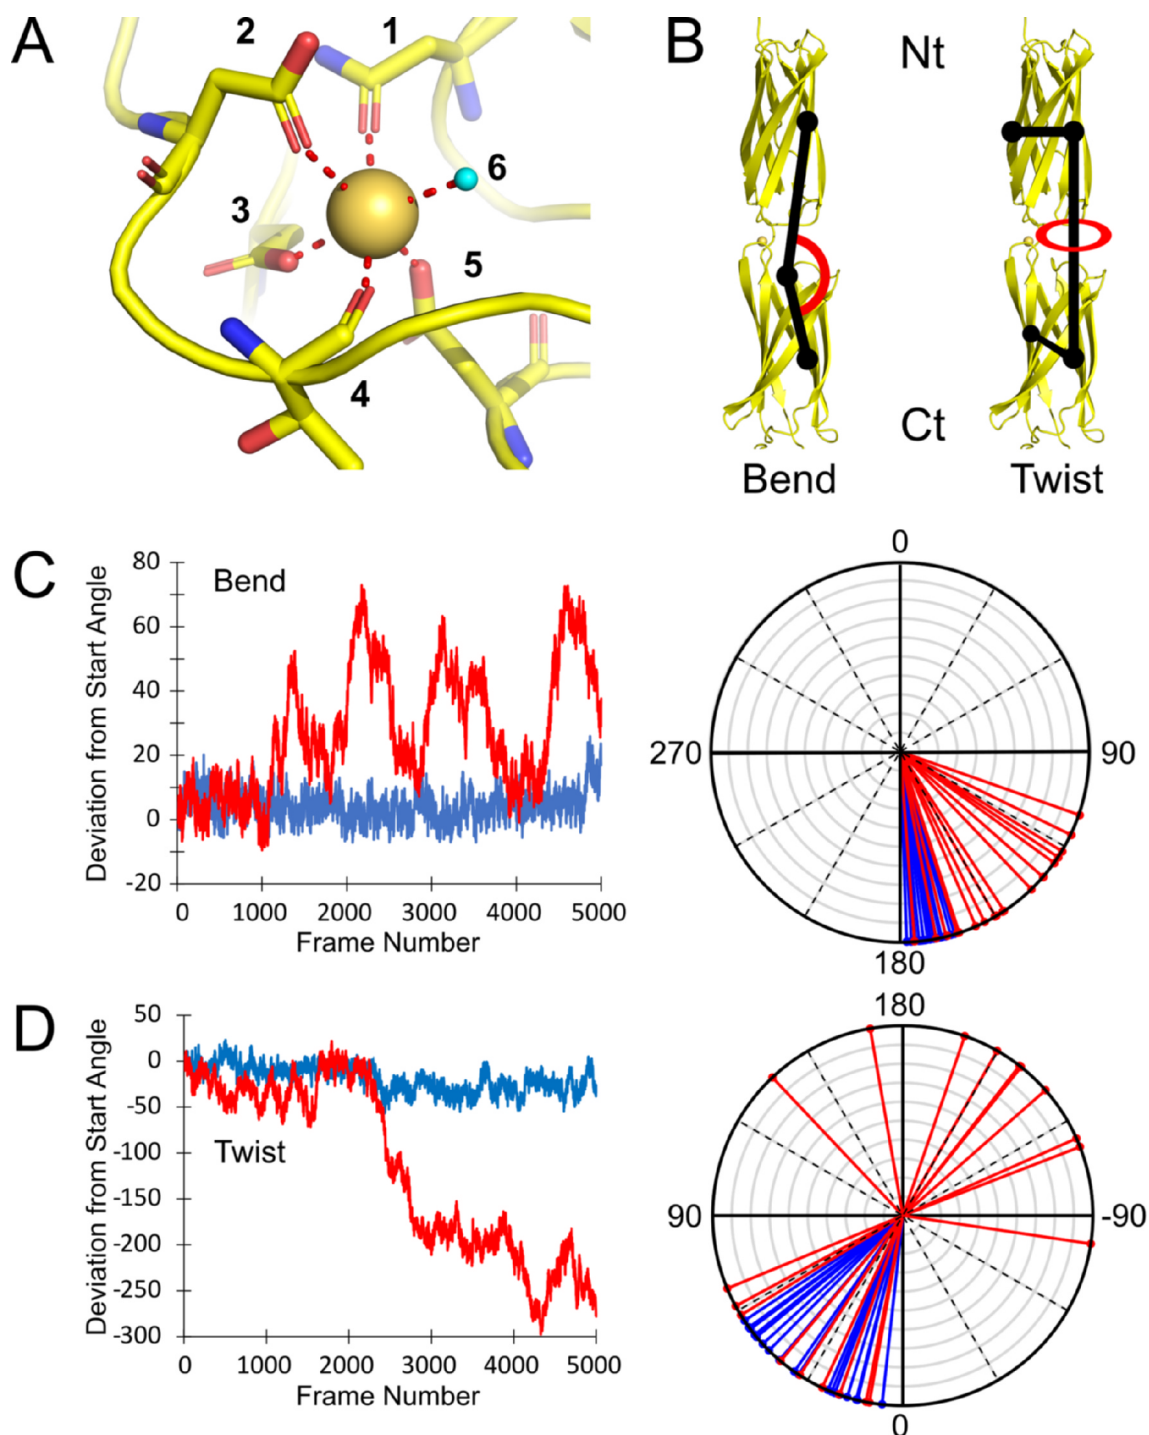 A
2
1
6
3
5
4
B
Nt
Ct
Bend
Twist
C
Deviation from Start Angle
80
60
40
20
0
-20
Bend
0 1000 2000 3000 4000 5000
Frame Number
0
270
90
180
D
Deviation from Start Angle
50
0
-50
-100
-150
-200
-250
-300
Twist
0 1000 2000 3000 4000 5000
Frame Number
180
90
-90
0